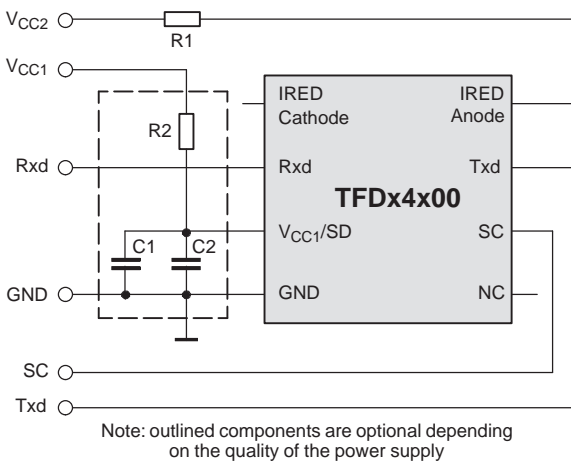 VCC2
R1
VCC1
IRED
Cathode
IRED
Anode
R2
Rxd
Rxd
Txd
TFDx4x00
C1
C2
VCC1/SD
SC
GND
GND
NC
SC
Txd
Note: outlined components are optional depending
on the quality of the power supply